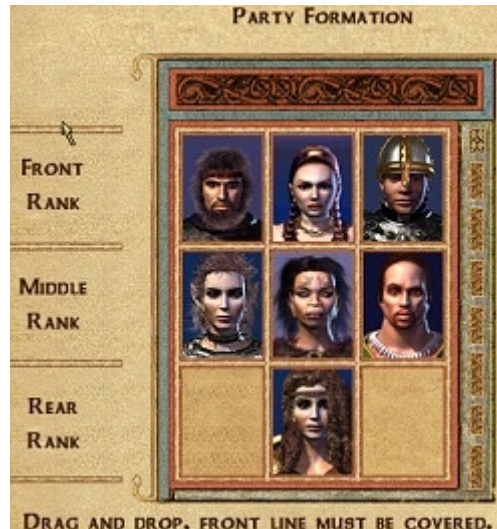 PARTY FORMATION
FRONT
RANK
MIDDLE
RANK
REAR
RANK
DRAG AND DROP. FRONT LINE MUST BE COVERED.